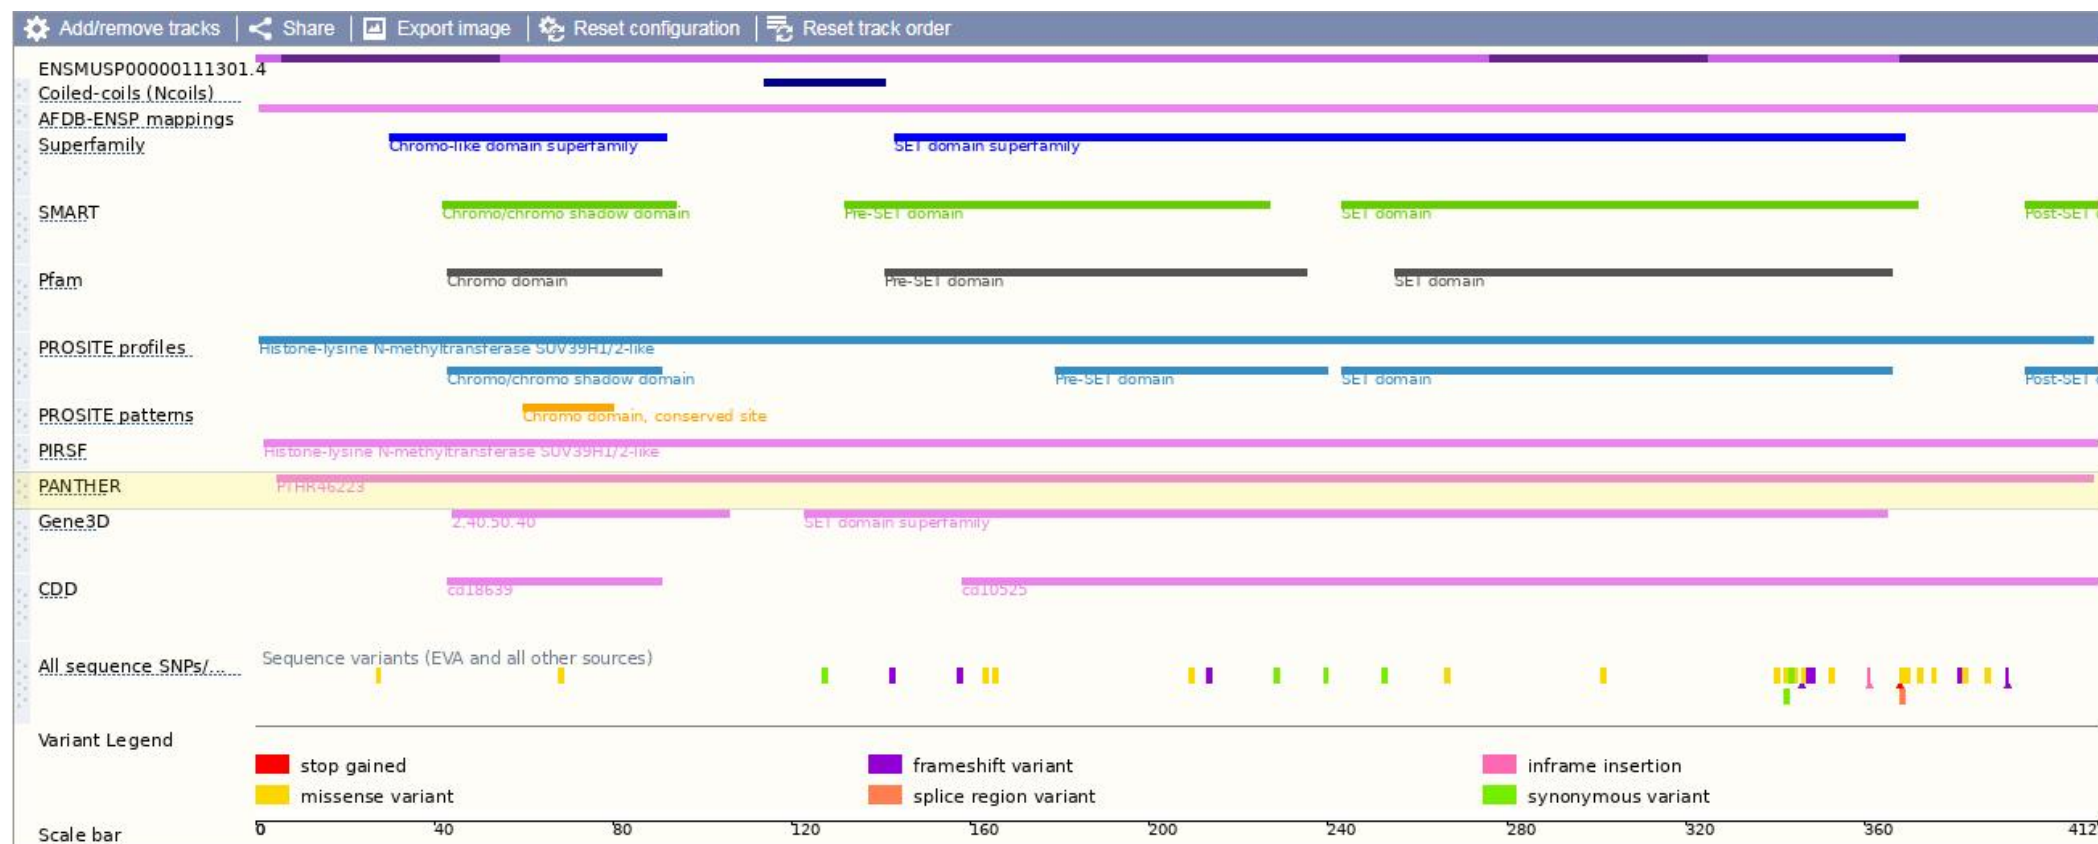 Add/remove tracks Share Export image Reset configuration Reset track order
ENSMUSP00000111301.4
Coiled-coils (Ncoils)
AFDB-ENSP mappings
Superfamily Chromo-like domain superfamily SET domain superfamily
SMART Chromo/chromo shadow domain Pre-SET domain SET domain Post-SET
Pfam Chromo domain Pre-SET domain SET domain
PROSITE profiles Histone-lysine N-methyltransferase SUV39H1/2-like
Chromo/chromo shadow domain Pre-SET domain SET domain Post-SET
PROSITE patterns Chromo domain, conserved site
PIRSF Histone-lysine N-methyltransferase SUV39H1/2-like
PANTHER PTHR46223
Gene3D 2.40.50.40 SET domain superfamily
CDD cd18639 cd10525
All sequence SNPs/... Sequence variants (EVA and all other sources)
Variant Legend
stop gained frameshift variant inframe insertion
missense variant splice region variant synonymous variant
Scale bar 0 40 80 120 160 200 240 280 320 360 412